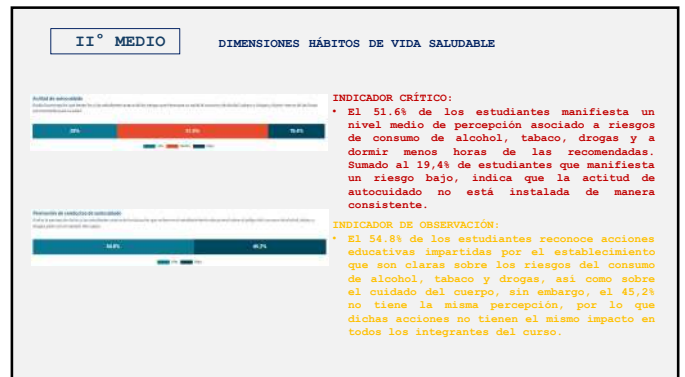 II° MEDIO
DIMENSIONES HÁBITOS DE VIDA SALUDABLE
Actitud de autocuidado
29%
51.6%
19.4%
INDICADOR CRÍTICO:
• El 51.6% de los estudiantes manifiesta un
nivel medio de percepción asociado a riesgos
de consumo de alcohol, tabaco, drogas y a
dormir menos horas de las recomendadas.
Sumado al 19,4% de estudiantes que manifiesta
un riesgo bajo, indica que la actitud de
autocuidado no está instalada de manera
consistente.
Promoción de conductas de autocuidado
54.8%
45.2%
INDICADOR DE OBSERVACIÓN:
• El 54.8% de los estudiantes reconoce acciones
educativas impartidas por el establecimiento
que son claras sobre los riesgos del consumo
de alcohol, tabaco y drogas, así como sobre
el cuidado del cuerpo, sin embargo, el 45,2%
no tiene la misma percepción, por lo que
dichas acciones no tienen el mismo impacto en
todos los integrantes del curso.